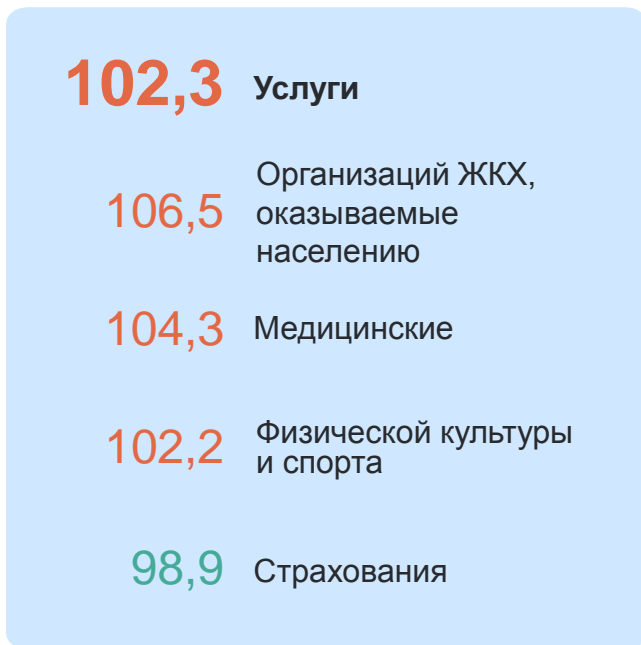 102,3 Услуги
Организаций ЖКХ,
106,5 оказываемые
населению
104,3 Медицинские
102,2 Физической культуры
и спорта
98,9 Страхования